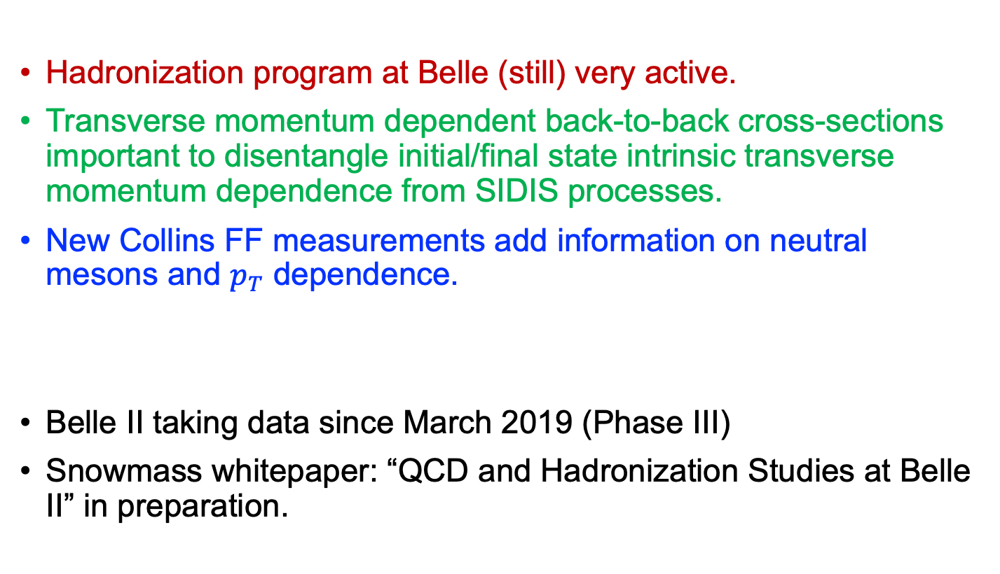 • Hadronization program at Belle (still) very active.
• Transverse momentum dependent back-to-back cross-sections
important to disentangle initial/final state intrinsic transverse
momentum dependence from SIDIS processes.
• New Collins FF measurements add information on neutral
mesons and $p_T$ dependence.
• Belle II taking data since March 2019 (Phase III)
• Snowmass whitepaper: “QCD and Hadronization Studies at Belle
II” in preparation.